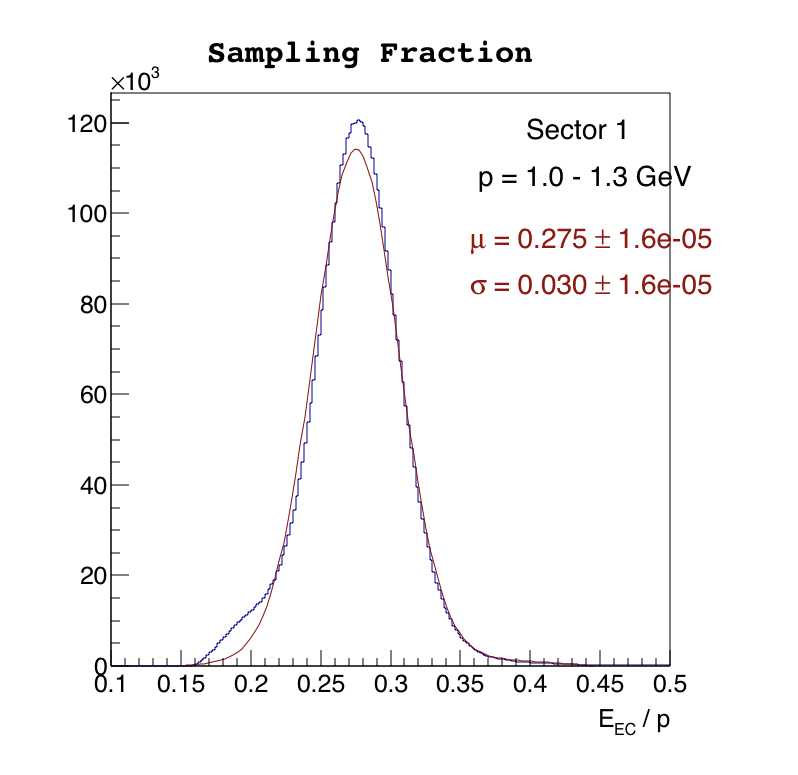 Sampling Fraction
×10³
Sector 1
p = 1.0 - 1.3 GeV
μ = 0.275 ± 1.6e-05
σ = 0.030 ± 1.6e-05
120
100
80
60
40
20
0
0.1 0.15 0.2 0.25 0.3 0.35 0.4 0.45 0.5
E_EC / p